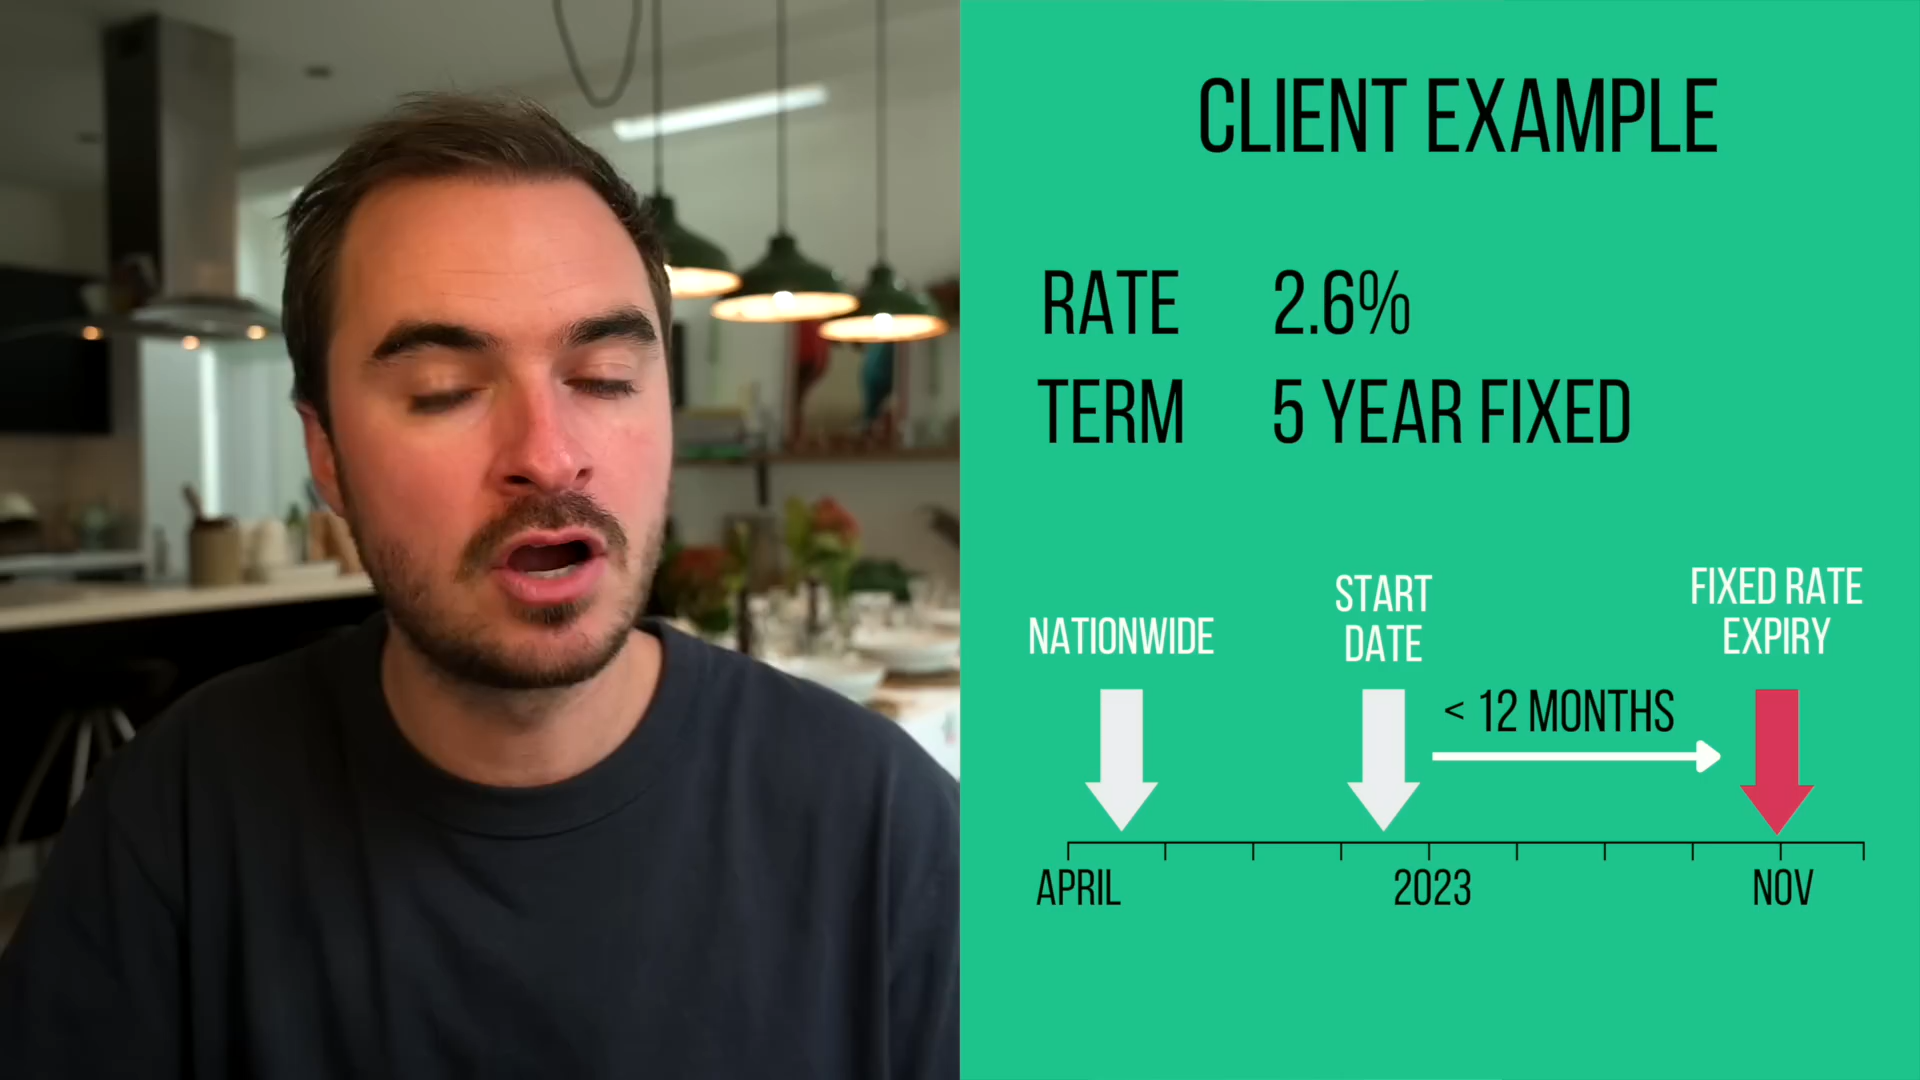 CLIENT EXAMPLE
RATE 2.6%
TERM 5 YEAR FIXED
NATIONWIDE
START
DATE
FIXED RATE
EXPIRY
< 12 MONTHS
APRIL 2023 NOV